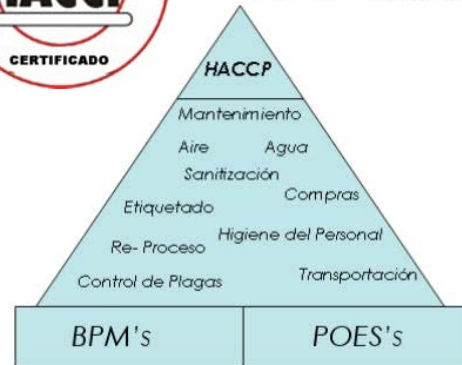 CERTIFICADO
HACCP
Mantenimiento
Aire Agua
Sanitización
Compras
Etiquetado
Higiene del Personal
Re- Proceso
Transportación
Control de Plagas
BPM's POES's